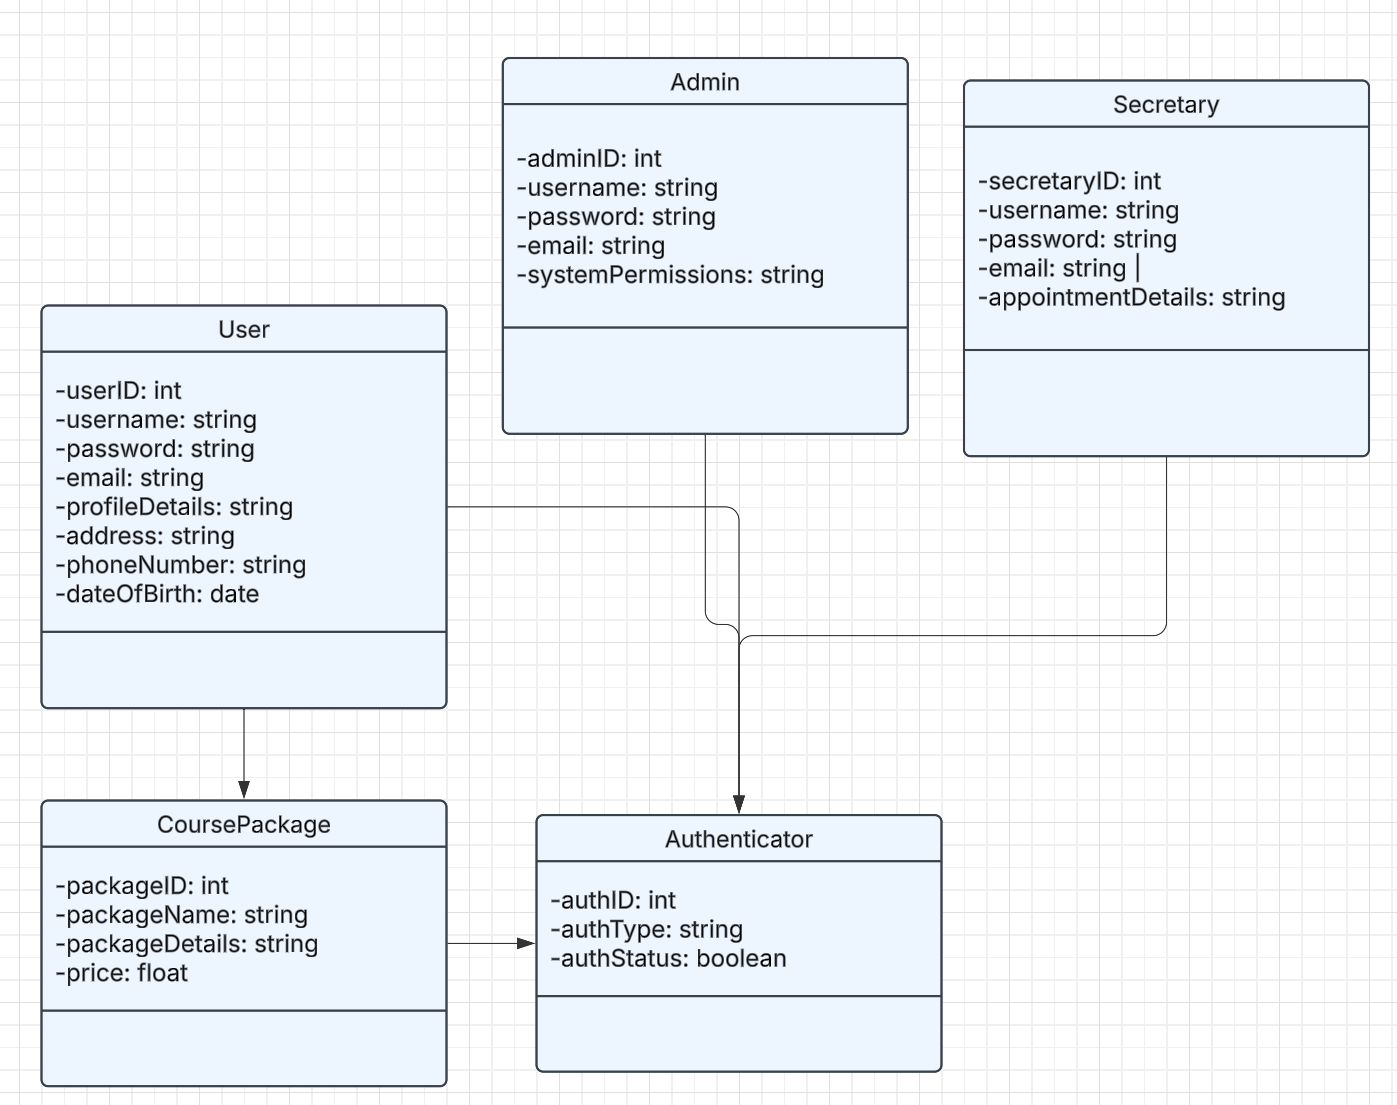 Admin
-adminID: int
-username: string
-password: string
-email: string
-systemPermissions: string
Secretary
-secretaryID: int
-username: string
-password: string
-email: string |
-appointmentDetails: string
User
-userID: int
-username: string
-password: string
-email: string
-profileDetails: string
-address: string
-phoneNumber: string
-dateOfBirth: date
CoursePackage
-packageID: int
-packageName: string
-packageDetails: string
-price: float
Authenticator
-authID: int
-authType: string
-authStatus: boolean